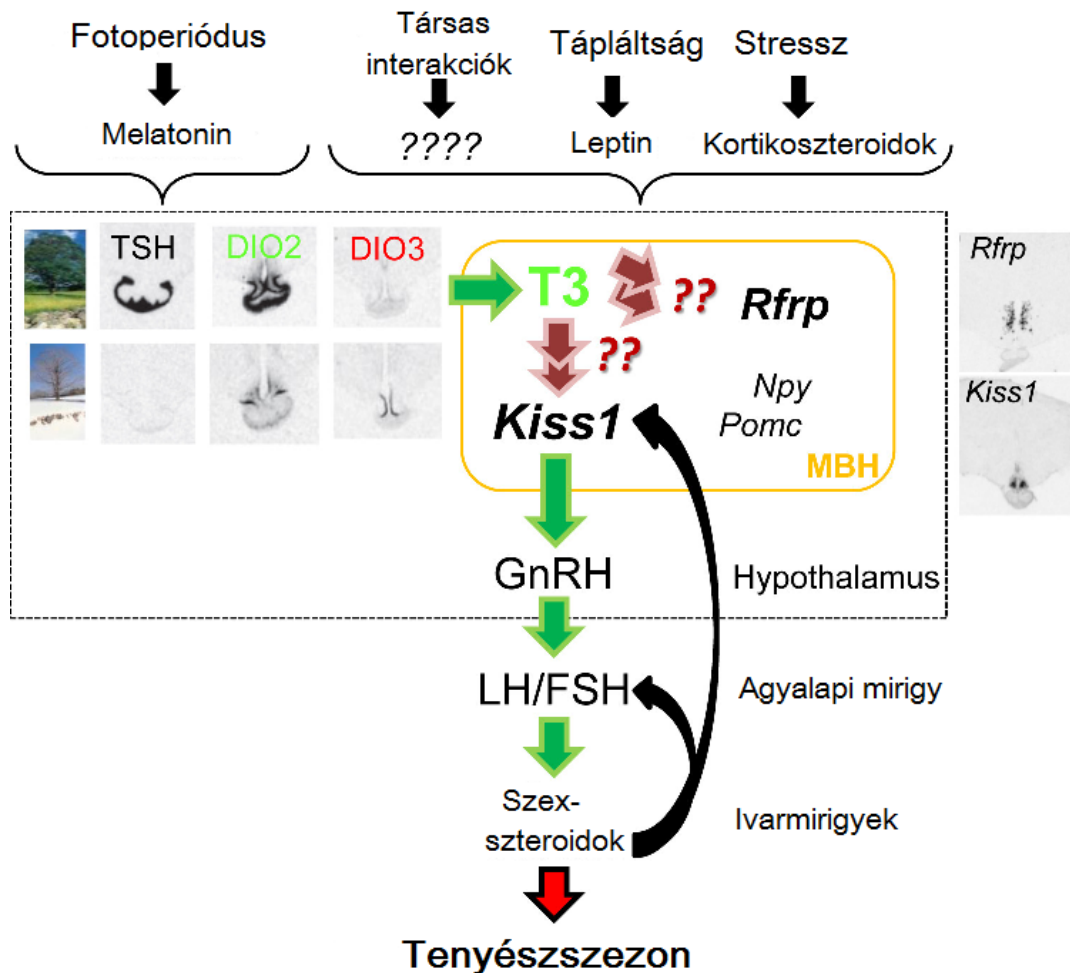 Fotoperiódus
Társas
interakciók
Tápláltság
Stressz
Melatonin
????
Leptin
Kortikoszteroidok
TSH
DIO2
DIO3
T3
??
Rfrp
??
Kiss1
Npy
Pomc
MBH
Rfrp
Kiss1
GnRH
Hypothalamus
LH/FSH
Agyalapi mirigy
Szex-
szteroidok
Ivarmirigyek
Tenyészszezon